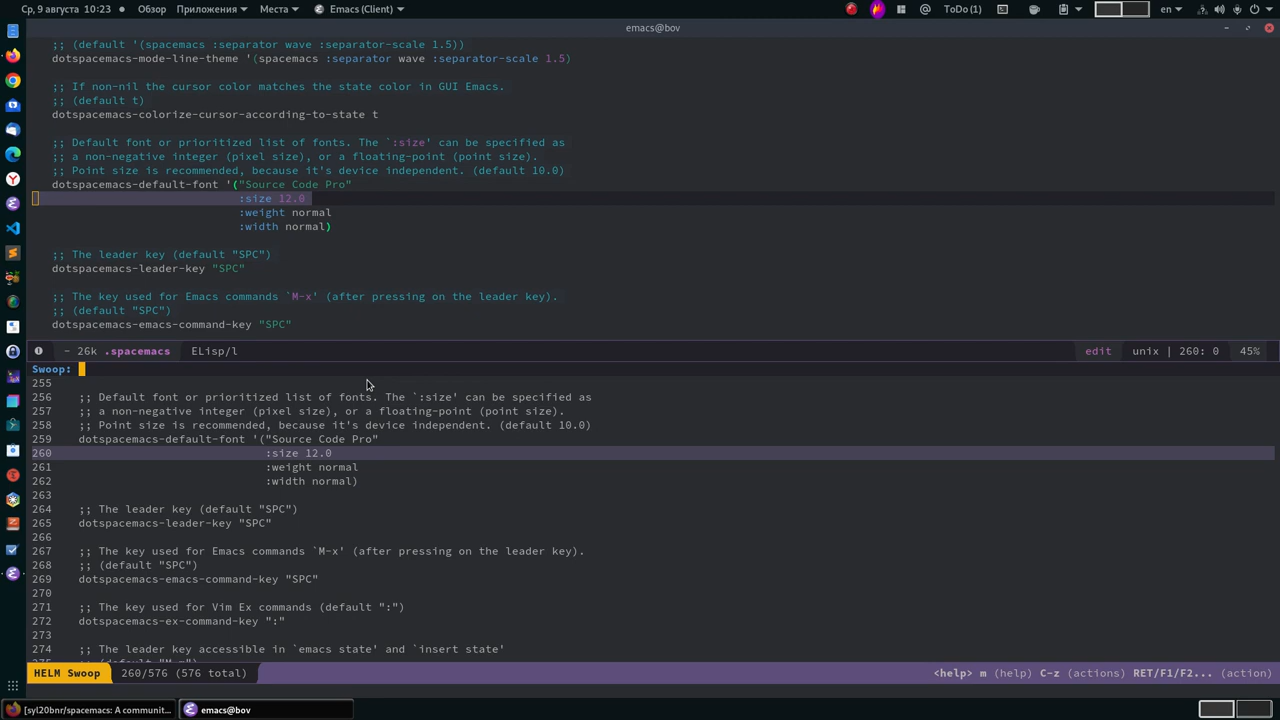 Ср, 9 августа 10:23
Обзор
Приложения
Места
Emacs (Client)
ToDo (1)
en
emacs@bov
;; (default '(spacemacs :separator wave :separator-scale 1.5))
dotspacemacs-mode-line-theme '(spacemacs :separator wave :separator-scale 1.5)
;; If non-nil the cursor color matches the state color in GUI Emacs.
;; (default t)
dotspacemacs-colorize-cursor-according-to-state t
;; Default font or prioritized list of fonts. The `:size' can be specified as
;; a non-negative integer (pixel size), or a floating-point (point size).
;; Point size is recommended, because it's device independent. (default 10.0)
dotspacemacs-default-font '("Source Code Pro"
:size 12.0
:weight normal
:width normal)
;; The leader key (default "SPC")
dotspacemacs-leader-key "SPC"
;; The key used for Emacs commands `M-x' (after pressing on the leader key).
;; (default "SPC")
dotspacemacs-emacs-command-key "SPC"
- 26k .spacemacs ELisp/l edit unix | 260: 0 45%
Swoop:
255
256 ;; Default font or prioritized list of fonts. The `:size' can be specified as
257 ;; a non-negative integer (pixel size), or a floating-point (point size).
258 ;; Point size is recommended, because it's device independent. (default 10.0)
259 dotspacemacs-default-font '("Source Code Pro"
260 :size 12.0
261 :weight normal
262 :width normal)
263
264 ;; The leader key (default "SPC")
265 dotspacemacs-leader-key "SPC"
266
267 ;; The key used for Emacs commands `M-x' (after pressing on the leader key).
268 ;; (default "SPC")
269 dotspacemacs-emacs-command-key "SPC"
270
271 ;; The key used for Vim Ex commands (default ":")
272 dotspacemacs-ex-command-key ":"
273
274 ;; The leader key accessible in `emacs state' and `insert state'
275 ;; (default "M-m")
HELM Swoop 260/576 (576 total) <help> m (help) C-z (actions) RET/F1/F2... (action)
[syl20bnr/spacemacs: A communit...
emacs@bov